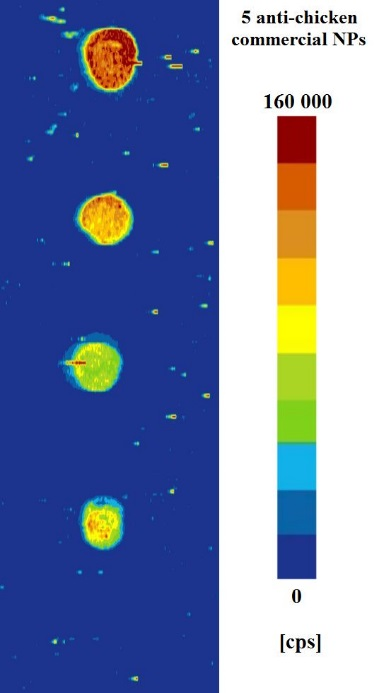 5 anti-chicken
commercial NPs
160 000
0
[cps]